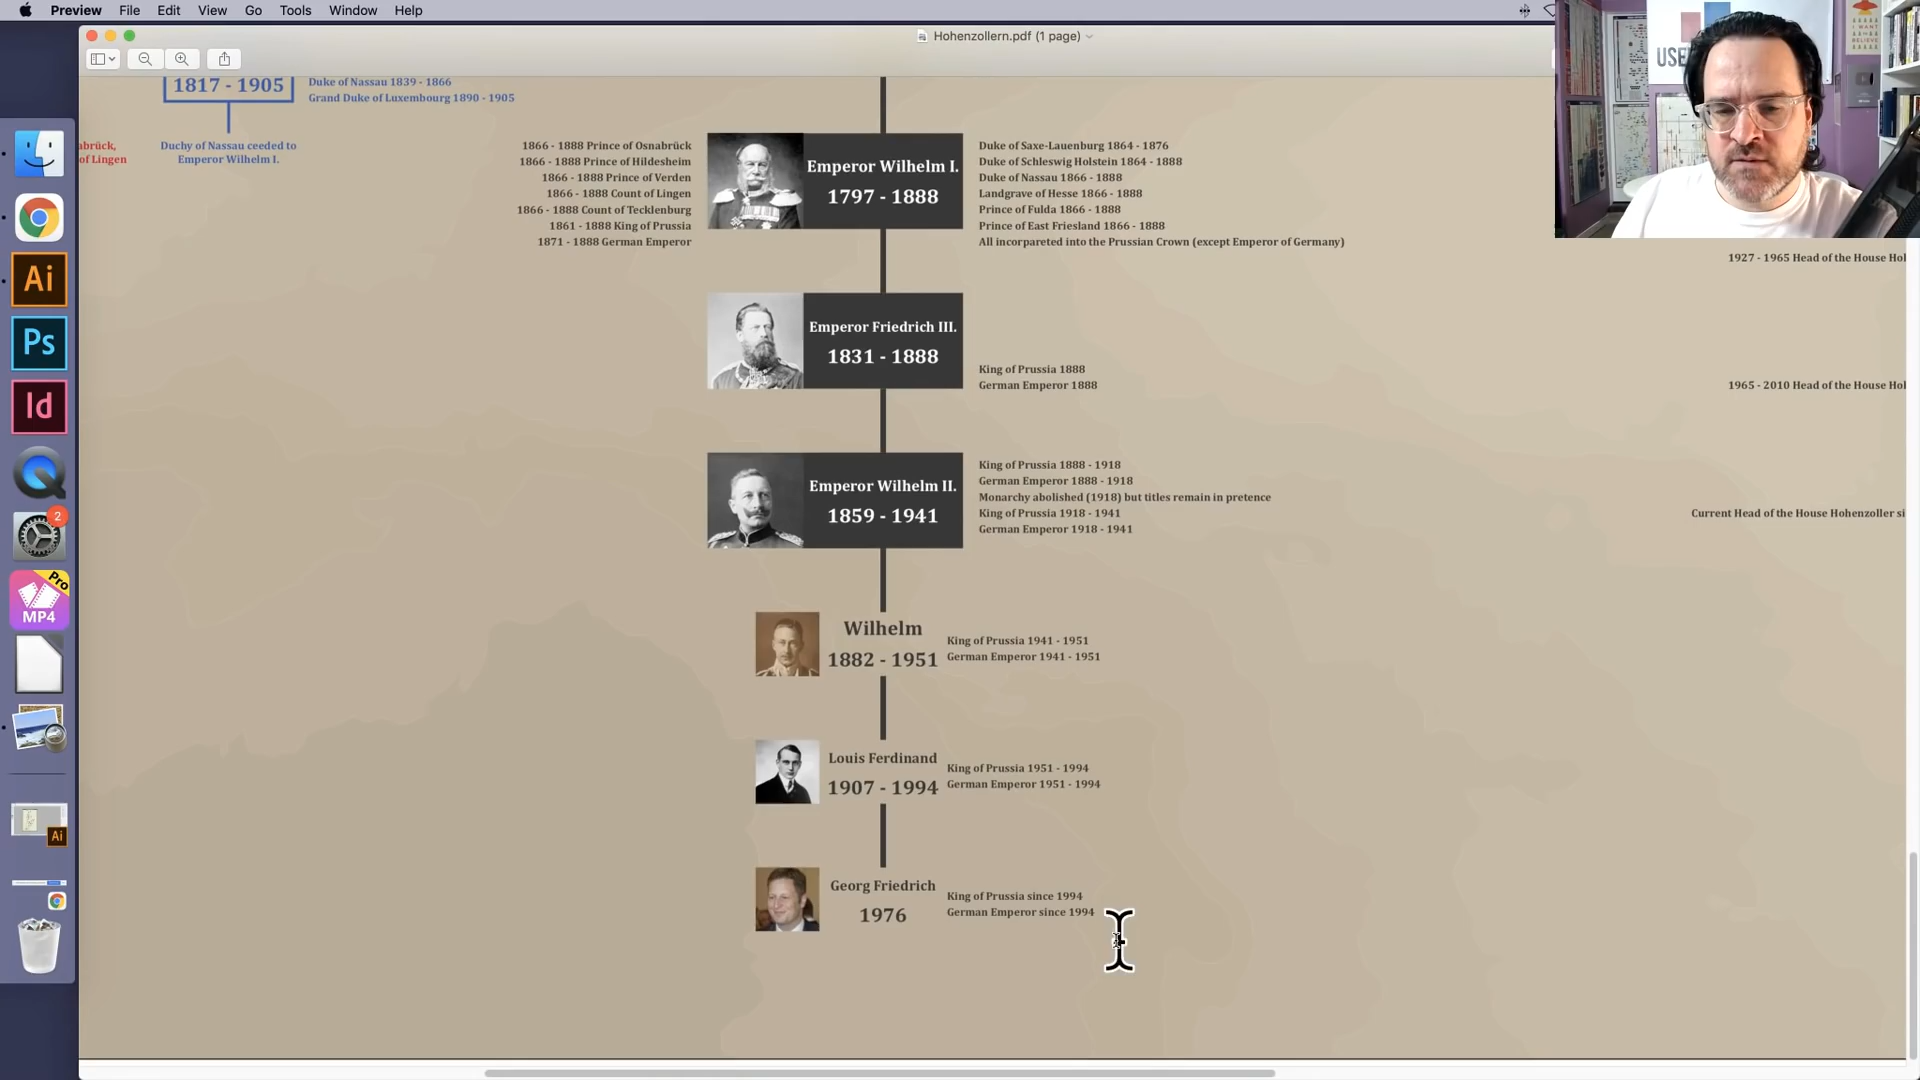 Preview File Edit View Go Tools Window Help
Hohenzollern.pdf (1 page)
USE
I WANT
BELIEVE
1817 - 1905
Duke of Nassau 1839 - 1866
Grand Duke of Luxembourg 1890 - 1905
abrück,
of Lingen
Duchy of Nassau ceeded to
Emperor Wilhelm I.
1866 - 1888 Prince of Osnabrück
1866 - 1888 Prince of Hildesheim
1866 - 1888 Prince of Verden
1866 - 1888 Count of Lingen
1866 - 1888 Count of Tecklenburg
1861 - 1888 King of Prussia
1871 - 1888 German Emperor
Emperor Wilhelm I.
1797 - 1888
Duke of Saxe-Lauenburg 1864 - 1876
Duke of Schleswig Holstein 1864 - 1888
Duke of Nassau 1866 - 1888
Landgrave of Hesse 1866 - 1888
Prince of Fulda 1866 - 1888
Prince of East Friesland 1866 - 1888
All incorpareted into the Prussian Crown (except Emperor of Germany)
1927 - 1965 Head of the House Hol
Emperor Friedrich III.
1831 - 1888
King of Prussia 1888
German Emperor 1888
1965 - 2010 Head of the House Hol
Emperor Wilhelm II.
1859 - 1941
King of Prussia 1888 - 1918
German Emperor 1888 - 1918
Monarchy abolished (1918) but titles remain in pretence
King of Prussia 1918 - 1941
German Emperor 1918 - 1941
Current Head of the House Hohenzoller si
Wilhelm
1882 - 1951
King of Prussia 1941 - 1951
German Emperor 1941 - 1951
Louis Ferdinand
1907 - 1994
King of Prussia 1951 - 1994
German Emperor 1951 - 1994
Georg Friedrich
1976
King of Prussia since 1994
German Emperor since 1994
Ai
Ps
Id
2
Pro
MP4
Ai